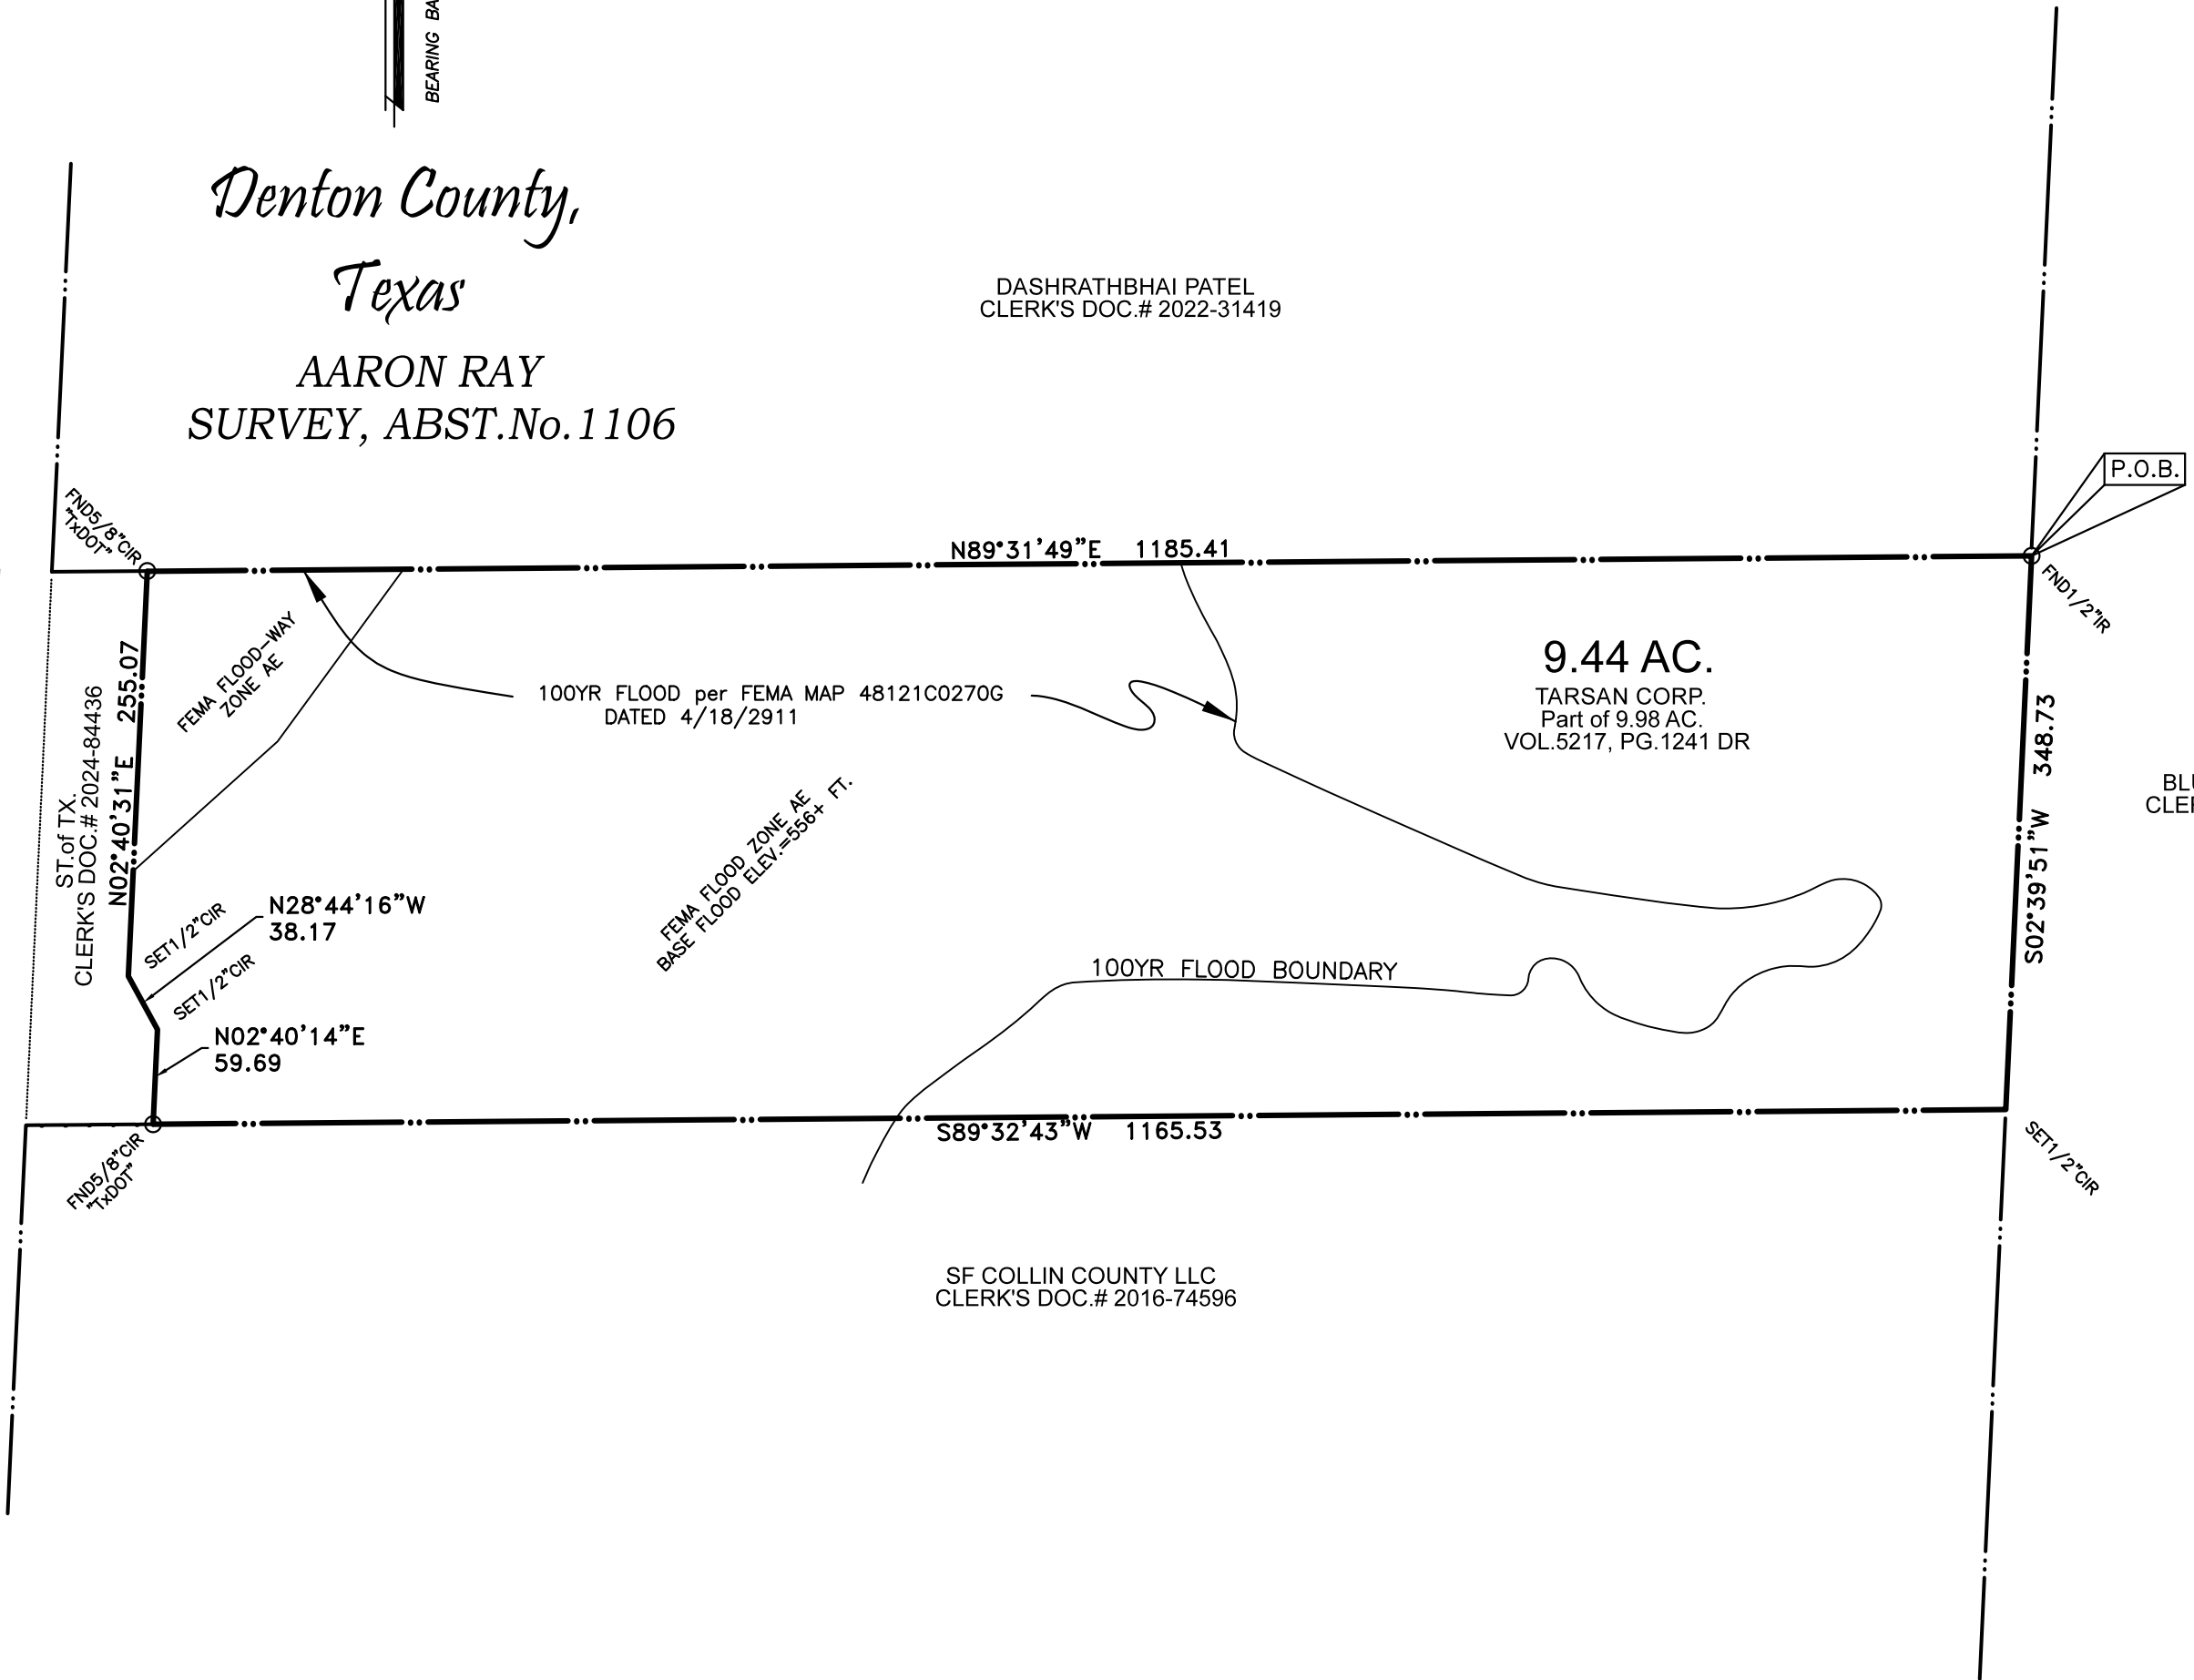 BEARING BA
Denton County,
Texas
AARON RAY
SURVEY, ABST.No.1106
DASHRATHBHAI PATEL
CLERK'S DOC.# 2022-31419
P.O.B.
FND5/8"CIR
"TxDOT"
N89°31'49"E 1185.41
FND1/2"IR
FEMA FLOOD-WAY
ZONE AE
100YR FLOOD per FEMA MAP 48121C0270G
DATED 4/18/2911
9.44 AC.
TARSAN CORP.
Part of 9.98 AC.
VOL.5217, PG.1241 DR
ST.of TX.
CLERK'S DOC.# 2024-84436
N02°40'31"E 255.07
S02°39'51"W 348.73
BLU
CLER
FEMA FLOOD ZONE AE
BASE FLOOD ELEV.=556+ FT.
SET1/2"CIR
N28°44'16"W
38.17
SET1/2"CIR
N02°40'14"E
59.69
100YR FLOOD BOUNDARY
S89°32'43"W 1165.53
FND5/8"CIR
"TxDOT"
SET1/2"CIR
SF COLLIN COUNTY LLC
CLERK'S DOC.# 2016-74596